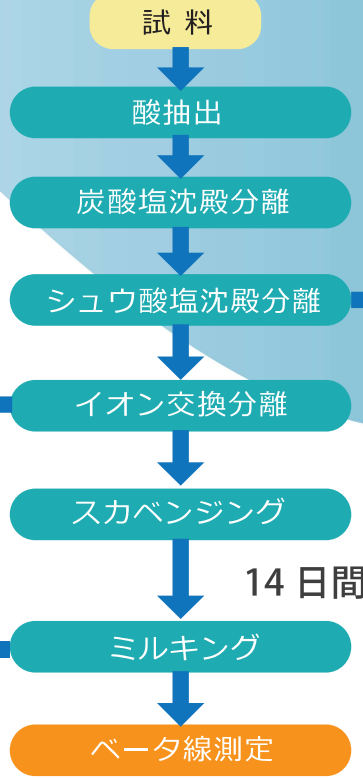 試料
酸抽出
炭酸塩沈殿分離
シュウ酸塩沈殿分離
イオン交換分離
スカベンジング
14 日間
ミルキング
ベータ線測定